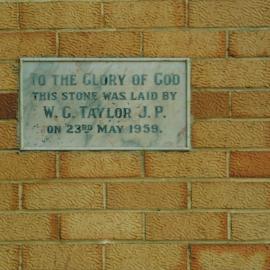 TO THE GLORY OF GOD
THIS STONE WAS LAID BY
W. G. TAYLOR J.P.
ON 23RD MAY 1959.